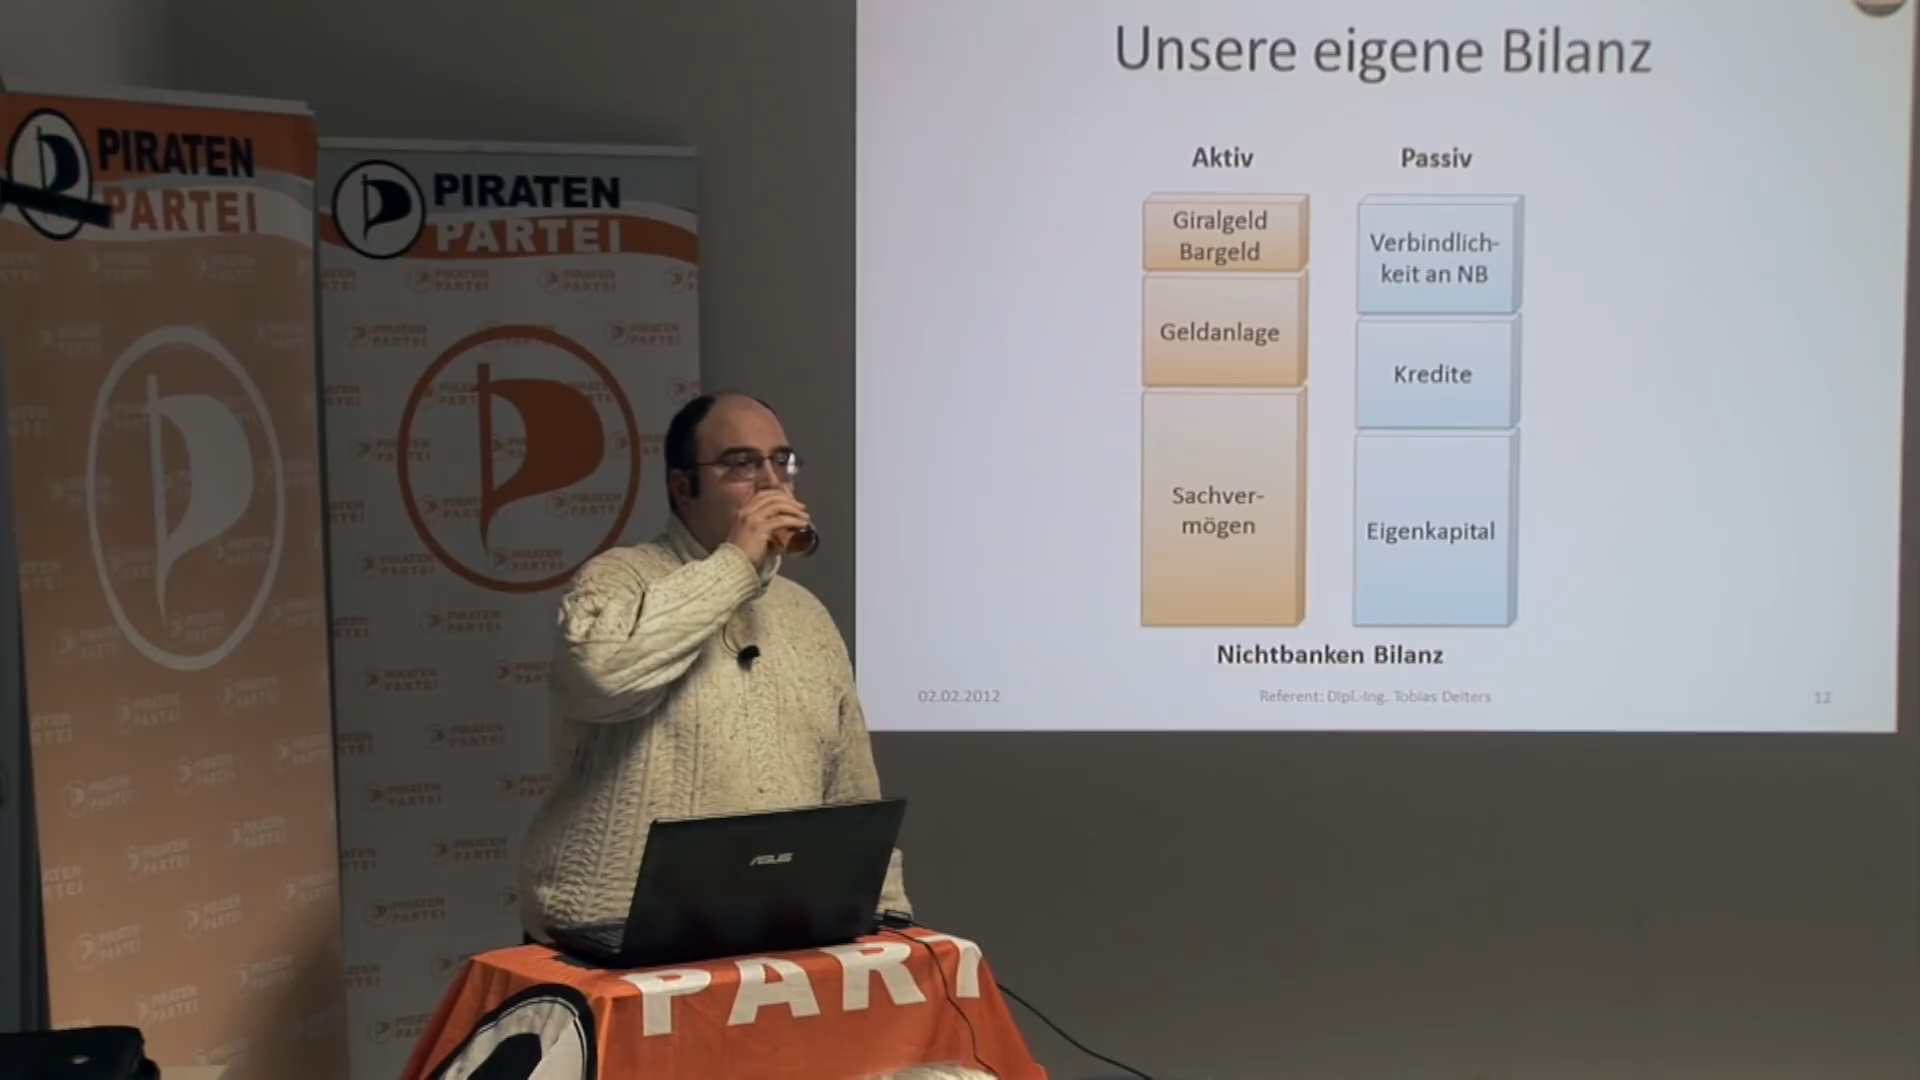 PIRATEN
PARTEI
PIRATEN
PARTEI
Unsere eigene Bilanz
Aktiv
Passiv
Giralgeld
Bargeld
Geldanlage
Sachver-
mögen
Verbindlich-
keit an NB
Kredite
Eigenkapital
Nichtbanken Bilanz
02.02.2012
Referent: Dipl.-Ing. Tobias Deiters
12
ASUS
PART